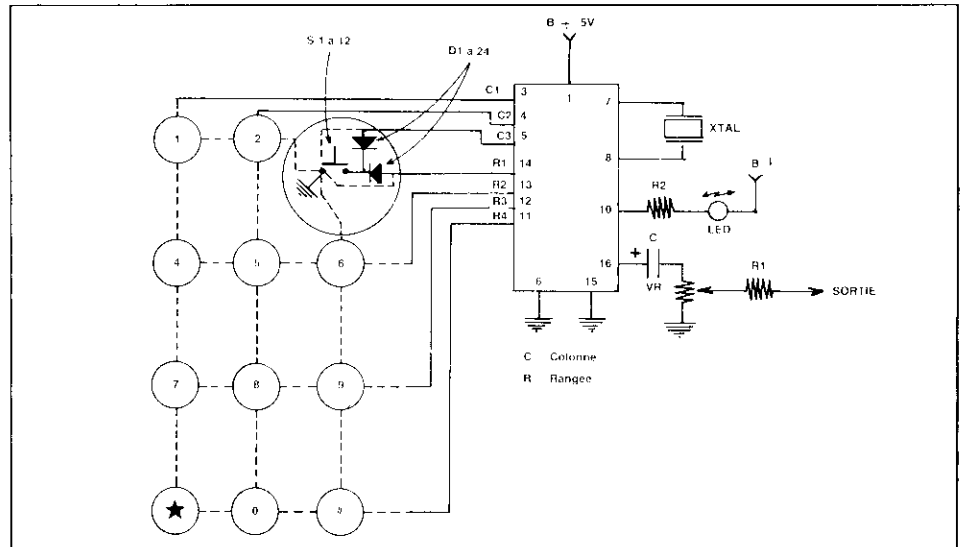 B + 5V
S 1 a 12
D1 a 24
C1
3
1
7
C2
4
C3
5
XTAL
1
2
8
B +
R1
14
R2
13
R2
R3
12
10
R4
11
LED
C
4
5
6
+
16
R1
VR
SORTIE
6
15
C Colonne
R Rangee
7
8
9
★
0